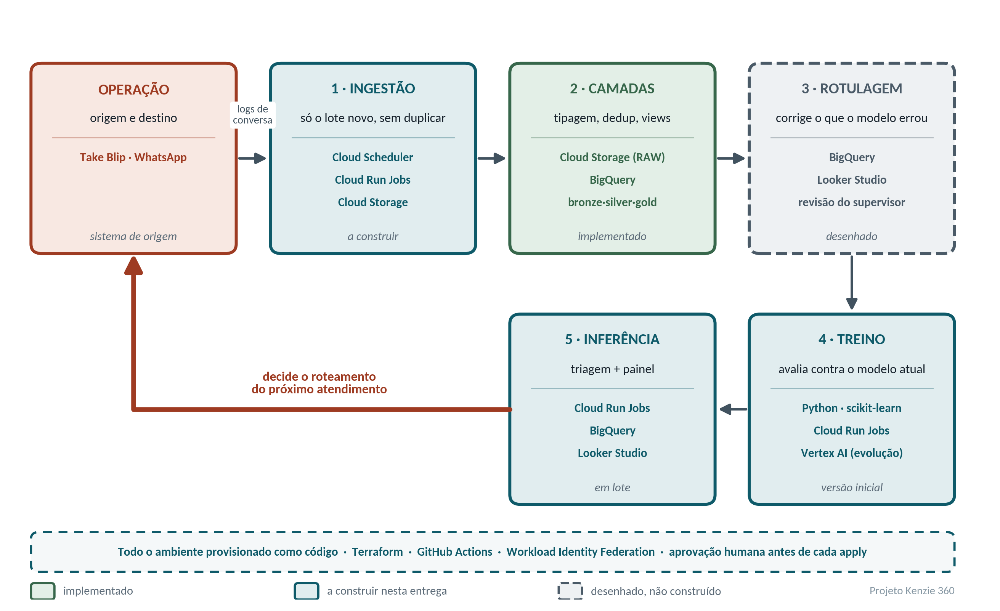 OPERAÇÃO
origem e destino
Take Blip · WhatsApp
sistema de origem
logs de
conversa
1 · INGESTÃO
só o lote novo, sem duplicar
Cloud Scheduler
Cloud Run Jobs
Cloud Storage
a construir
2 · CAMADAS
tipagem, dedup, views
Cloud Storage (RAW)
BigQuery
bronze·silver·gold
implementado
3 · ROTULAGEM
corrige o que o modelo errou
BigQuery
Looker Studio
revisão do supervisor
desenhado
4 · TREINO
avalia contra o modelo atual
Python · scikit-learn
Cloud Run Jobs
Vertex AI (evolução)
versão inicial
5 · INFERÊNCIA
triagem + painel
Cloud Run Jobs
BigQuery
Looker Studio
em lote
decide o roteamento
do próximo atendimento
Todo o ambiente provisionado como código · Terraform · GitHub Actions · Workload Identity Federation · aprovação humana antes de cada apply
implementado
a construir nesta entrega
desenhado, não construído
Projeto Kenzie 360